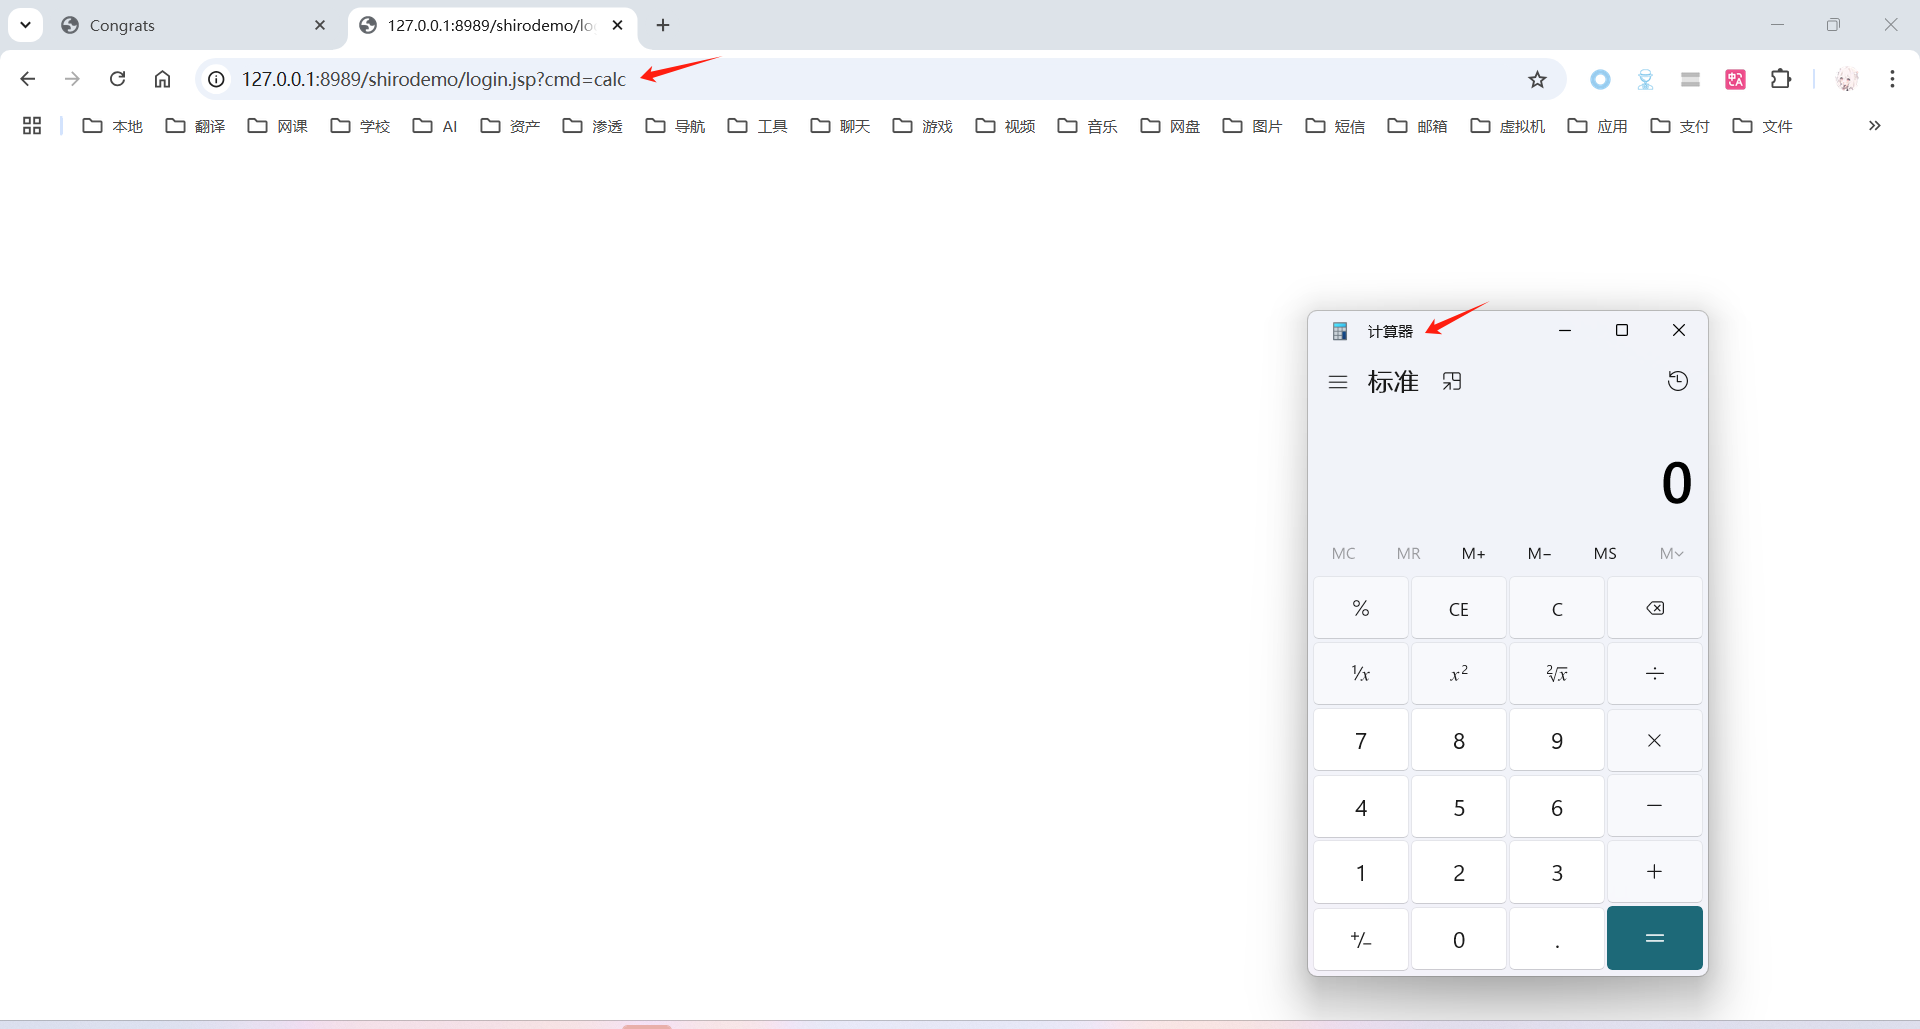 Congrats
127.0.0.1:8989/shirodemo/lo
127.0.0.1:8989/shirodemo/login.jsp?cmd=calc
本地 翻译 网课 学校 AI 资产 渗透 导航 工具 聊天 游戏 视频 音乐 网盘 图片 短信 邮箱 虚拟机 应用 支付 文件
计算器
标准
0
MC MR M+ M− MS M
% CE C
⅟x x² ²√x ÷
7 8 9 ×
4 5 6 −
1 2 3 +
+/− 0 . =